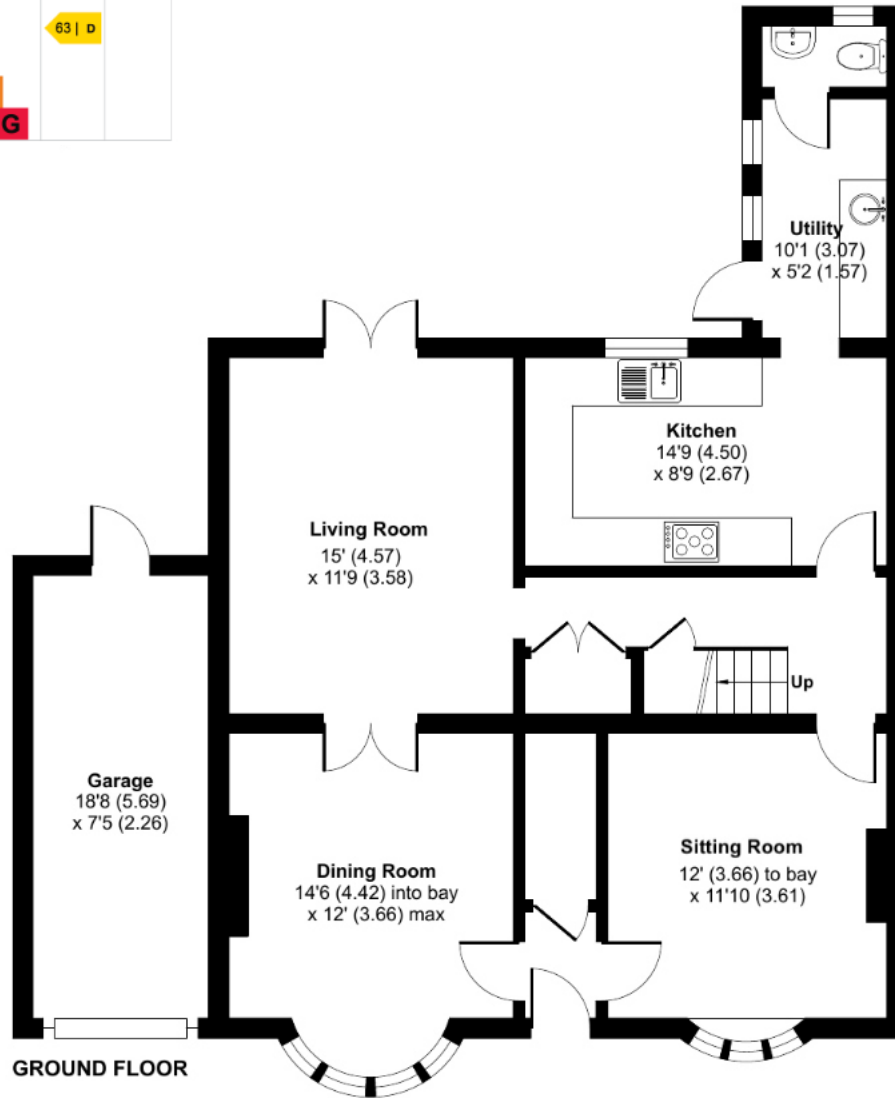 63 | D
G
Utility
10'1 (3.07)
x 5'2 (1.57)
Kitchen
14'9 (4.50)
x 8'9 (2.67)
Living Room
15' (4.57)
x 11'9 (3.58)
Up
Garage
18'8 (5.69)
x 7'5 (2.26)
Dining Room
14'6 (4.42) into bay
x 12' (3.66) max
Sitting Room
12' (3.66) to bay
x 11'10 (3.61)
GROUND FLOOR